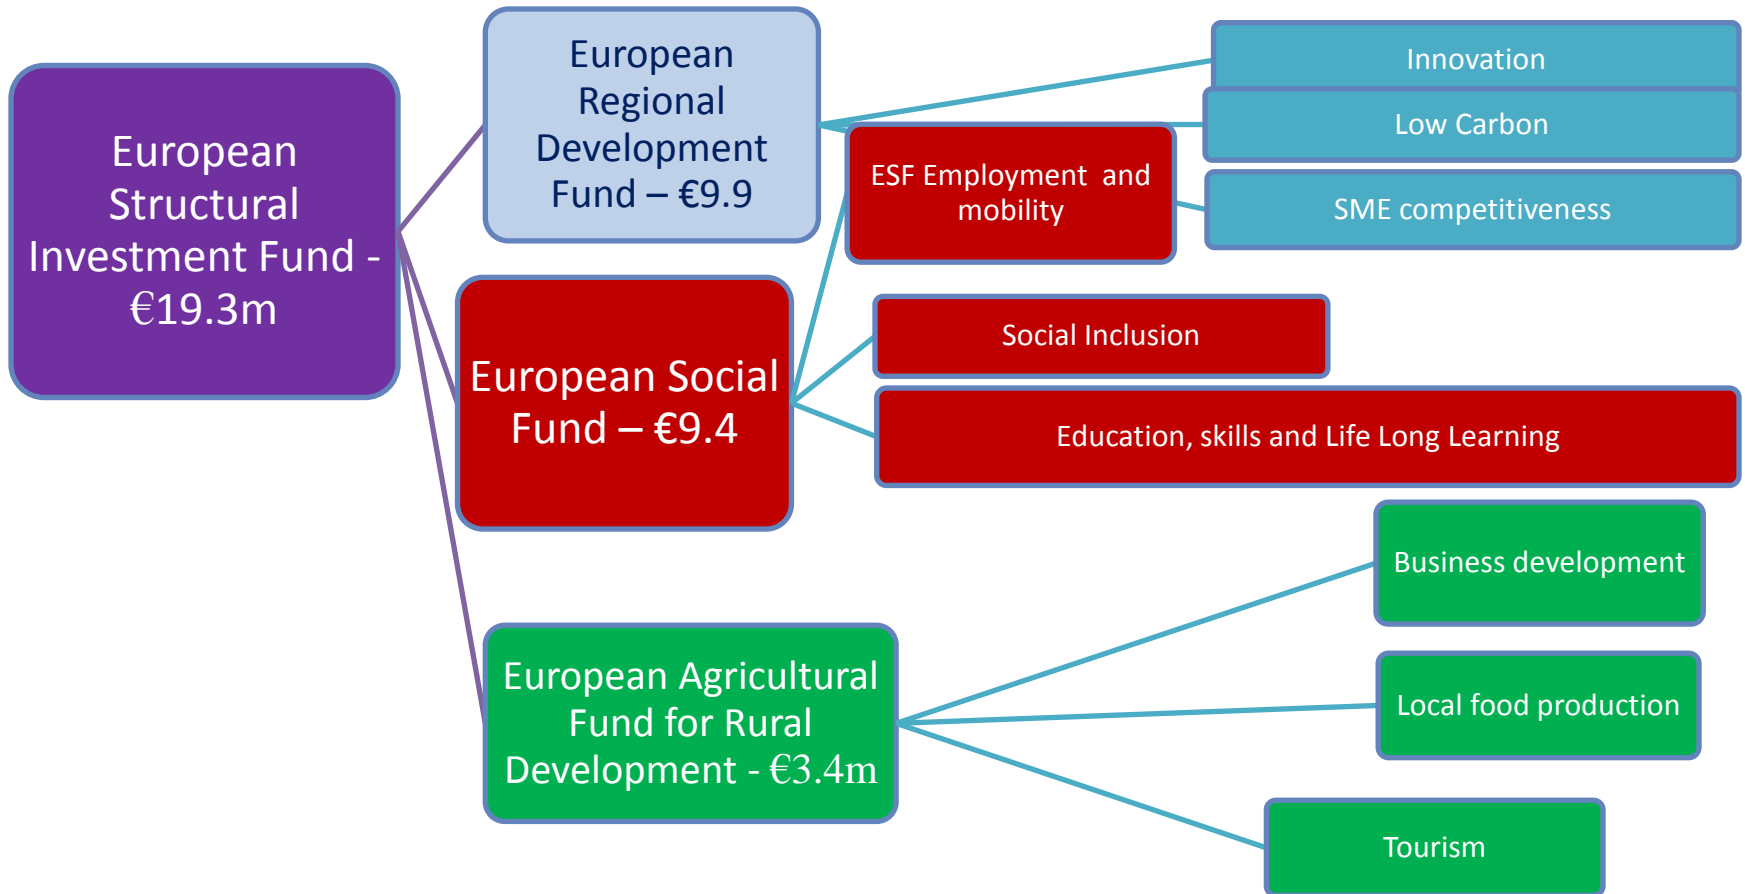 European
Structural
Investment Fund -
€19.3m
European
Regional
Development
Fund – €9.9
European Social
Fund – €9.4
European Agricultural
Fund for Rural
Development - €3.4m
Innovation
Low Carbon
SME competitiveness
ESF Employment and
mobility
Social Inclusion
Education, skills and Life Long Learning
Business development
Local food production
Tourism